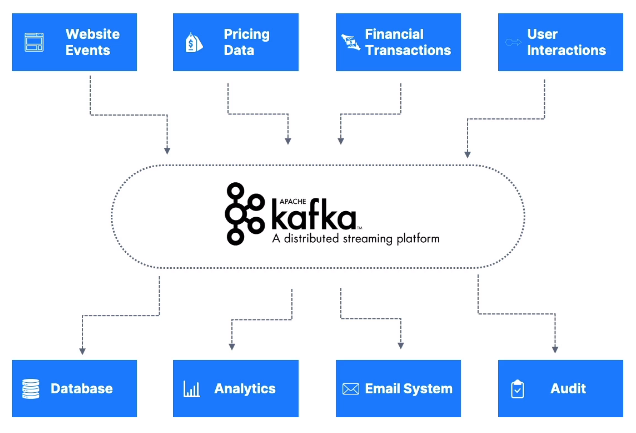 Website
Events
Pricing
Data
Financial
Transactions
User
Interactions
APACHE
kafka™
A distributed streaming platform
Database
Analytics
Email System
Audit